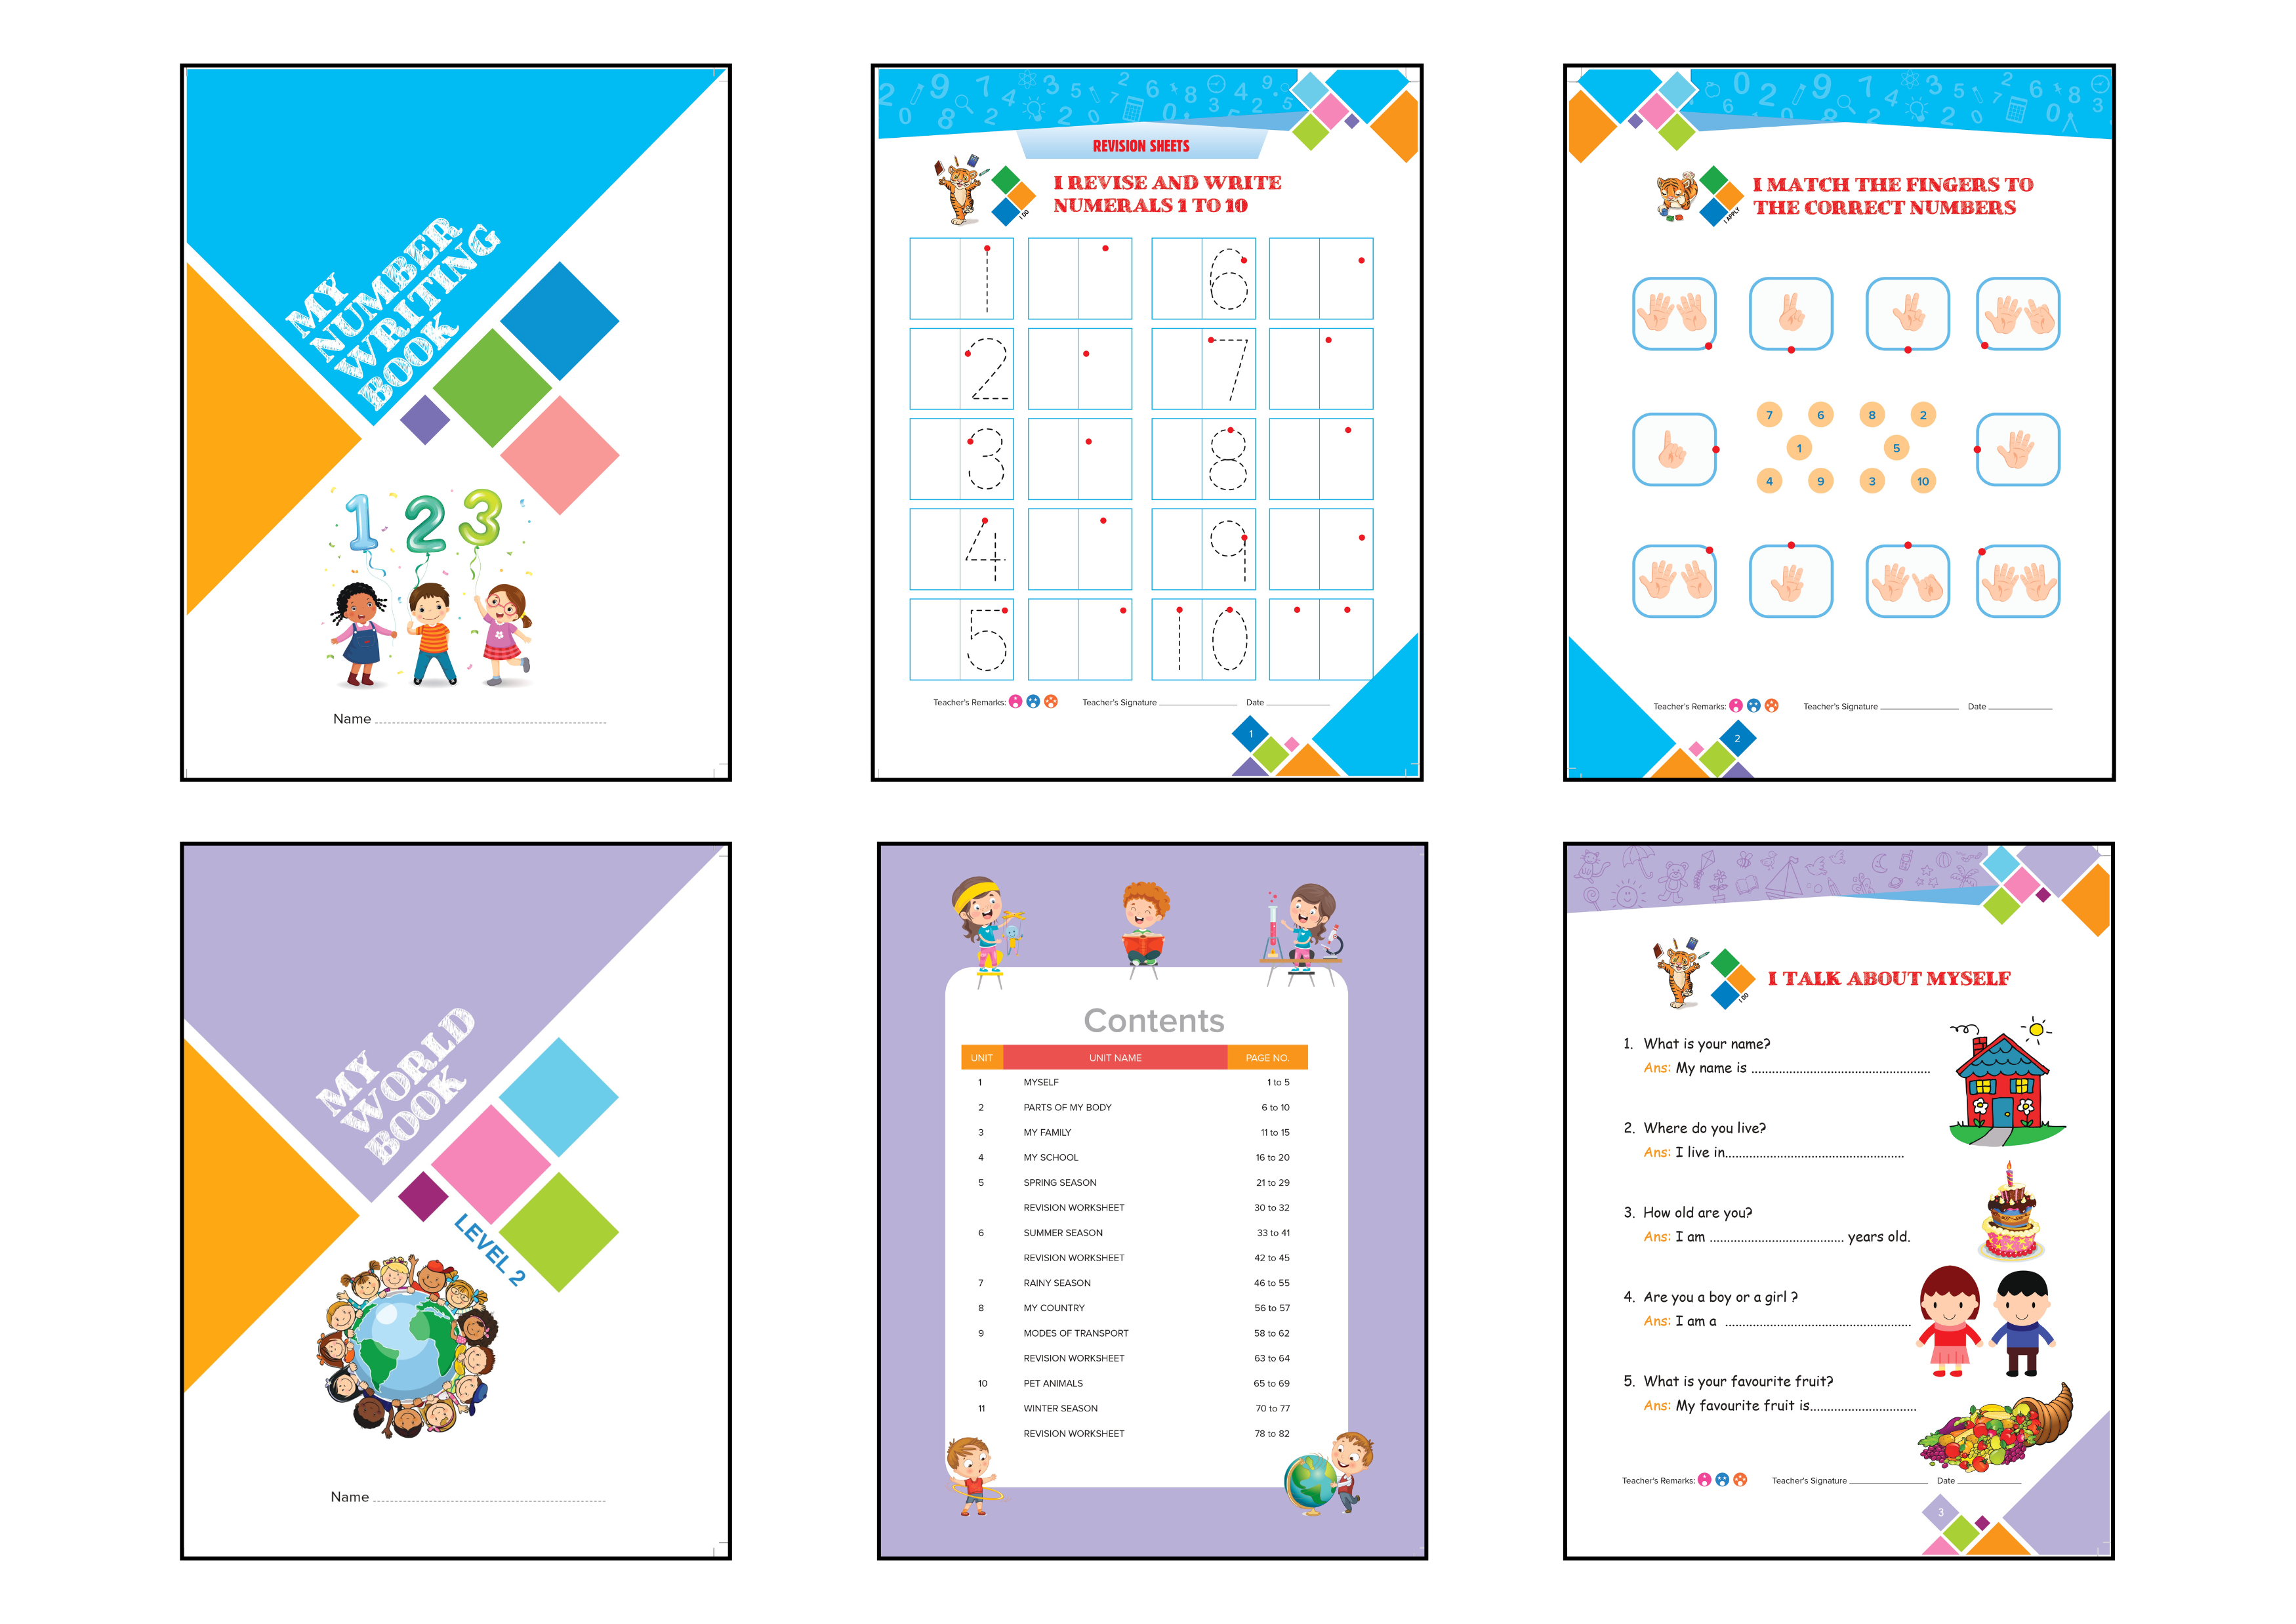 MY
NUMBER
WRITING
BOOK
1 2 3
Name
REVISION SHEETS
I DO
I REVISE AND WRITE
NUMERALS 1 TO 10
1 6
2 7
3 8
4 9
5 10
Teacher's Remarks: Teacher's Signature Date
1
I APPLY
I MATCH THE FINGERS TO
THE CORRECT NUMBERS
7 6 8 2
1 5
4 9 3 10
Teacher's Remarks: Teacher's Signature Date
2
MY
WORLD
BOOK
LEVEL 2
Name
Contents
UNIT UNIT NAME PAGE NO.
1 MYSELF 1 to 5
2 PARTS OF MY BODY 6 to 10
3 MY FAMILY 11 to 15
4 MY SCHOOL 16 to 20
5 SPRING SEASON 21 to 29
REVISION WORKSHEET 30 to 32
6 SUMMER SEASON 33 to 41
REVISION WORKSHEET 42 to 45
7 RAINY SEASON 46 to 55
8 MY COUNTRY 56 to 57
9 MODES OF TRANSPORT 58 to 62
REVISION WORKSHEET 63 to 64
10 PET ANIMALS 65 to 69
11 WINTER SEASON 70 to 77
REVISION WORKSHEET 78 to 82
I DO
I TALK ABOUT MYSELF
1. What is your name?
Ans: My name is ..........................................
2. Where do you live?
Ans: I live in..........................................
3. How old are you?
Ans: I am ................................ years old.
4. Are you a boy or a girl ?
Ans: I am a ............................................
5. What is your favourite fruit?
Ans: My favourite fruit is.........................
Teacher's Remarks: Teacher's Signature Date
3